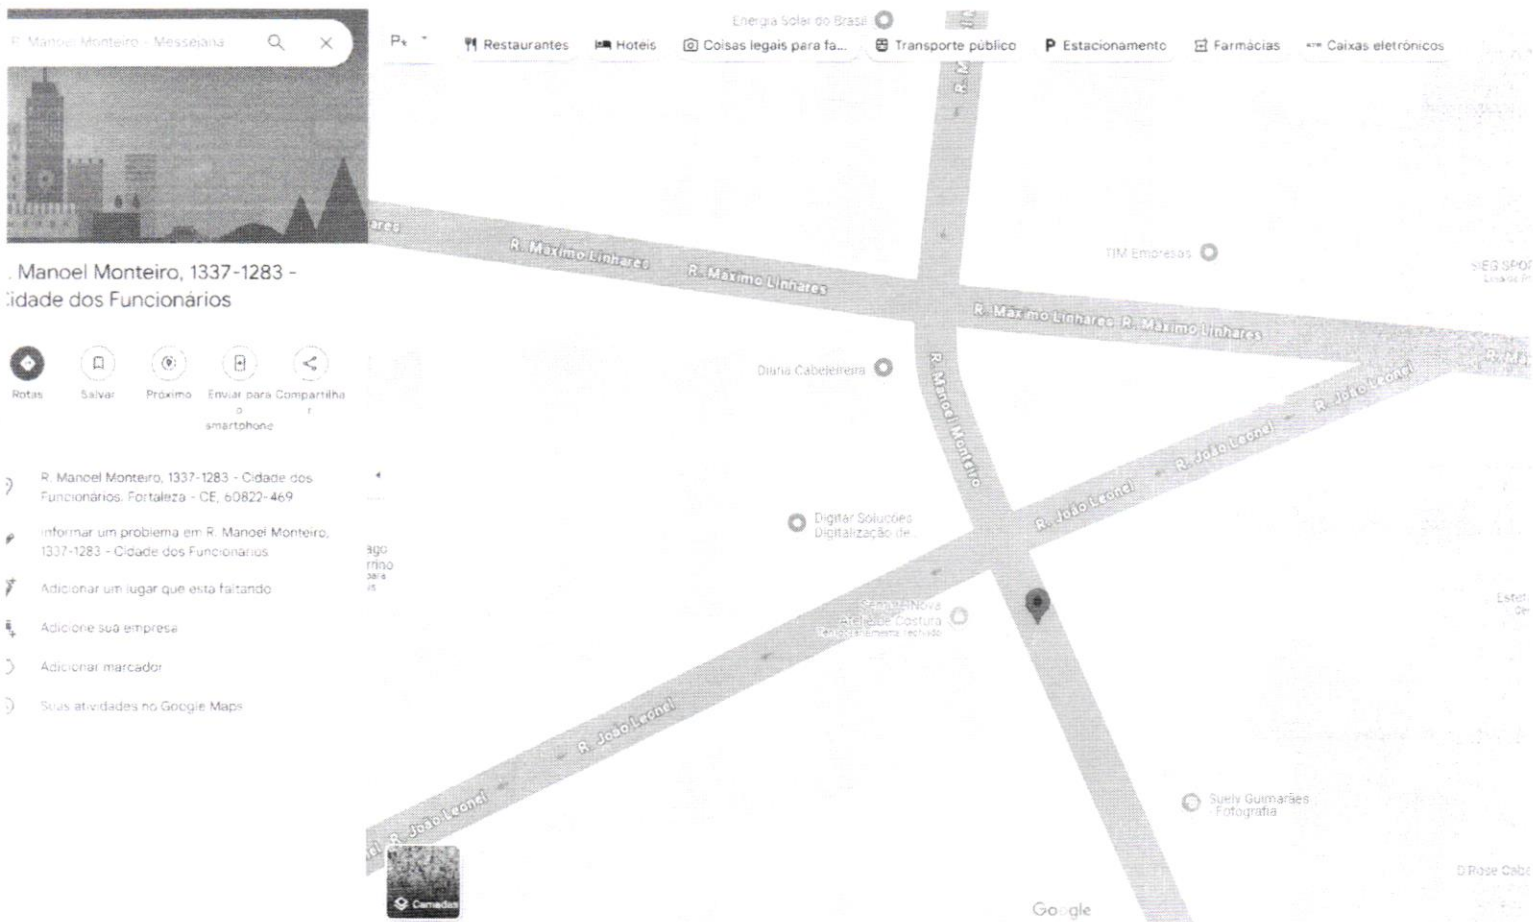 R. Manoel Monteiro - Messejana
Restaurantes
Hotéis
Coisas legais para fa...
Transporte público
P Estacionamento
Farmácias
Caixas eletrônicos
. Manoel Monteiro, 1337-1283 -
idade dos Funcionários
Rotas
Salvar
Próximo
Enviar para
o
smartphone
Compartilha
r
R. Manoel Monteiro, 1337-1283 - Cidade dos
Funcionários, Fortaleza - CE, 60822-469
Informar um problema em R. Manoel Monteiro,
1337-1283 - Cidade dos Funcionários
Adicionar um lugar que está faltando
Adicione sua empresa
Adicionar marcador
Suas atividades no Google Maps
Energia Solar do Brasil
ares
R. Máximo Linhares
R. Máximo Linhares
R. Máximo Linhares
R. Máximo Linhares
TIM Empresas
Diana Cabeleireira
R. Manoel Monteiro
R. João Leonel
R. João Leonel
R. João Leonel
Digitar Soluções
Digitalização de...
Ateliê de Costura
Temporariamente fechado
R. João Leonel
R. João Leonel
Suely Guimarães
- Fotografia
Camadas
Google